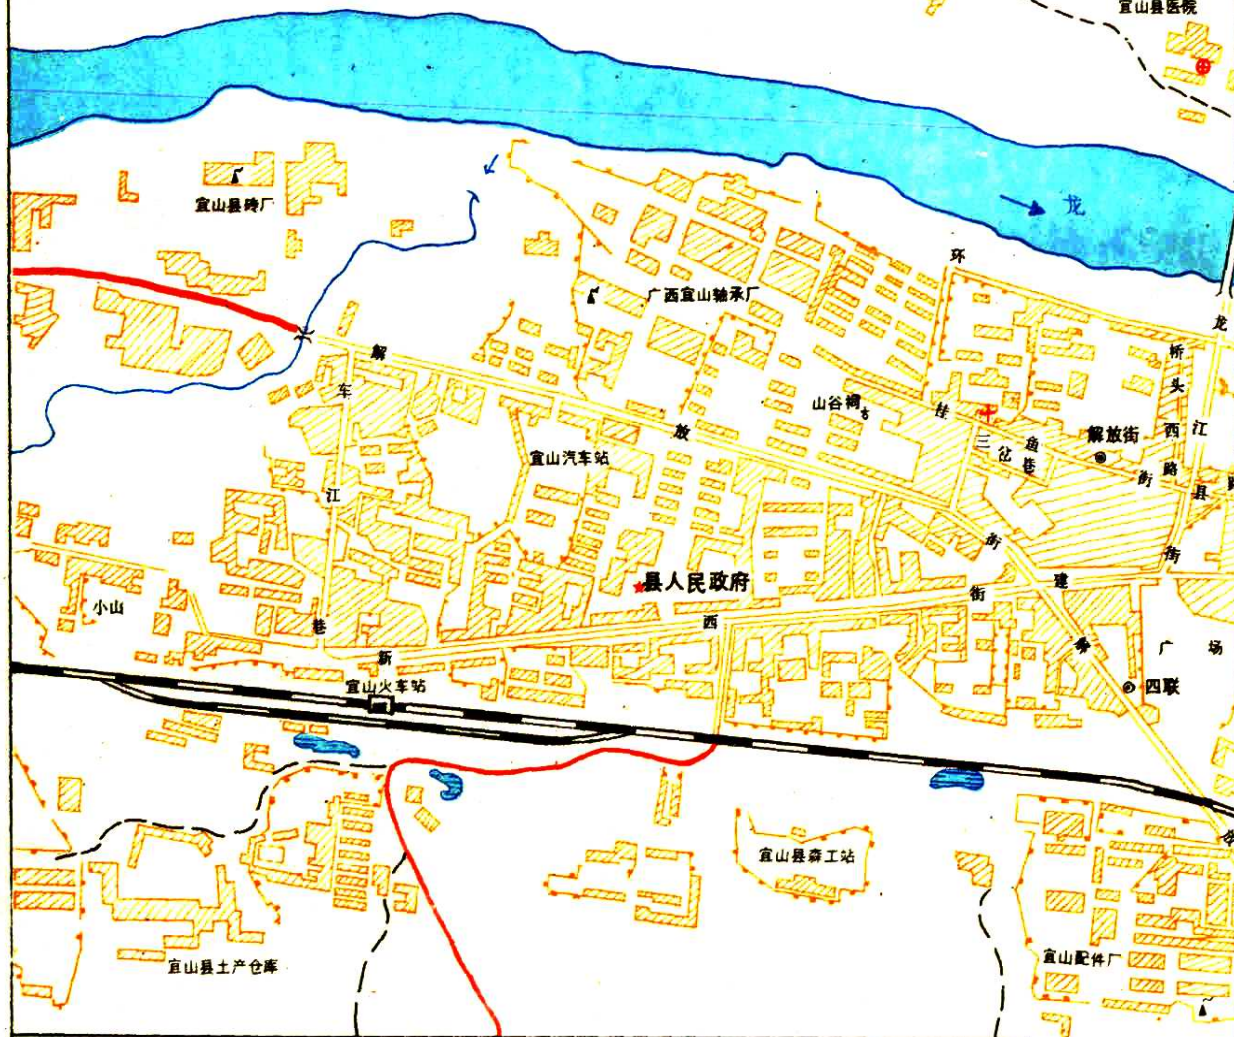 宜山县医院
宜山县砖厂
龙
环
广西宜山轴承厂
龙江县街
桥头西路
解放街
车江巷
山谷祠
桂
街
三岔
鱼巷
解放街
宜山汽车站
县人民政府
建
新西街
小山
广场
宜山火车站
四联
宜山县森工站
宜山县土产仓库
宜山配件厂